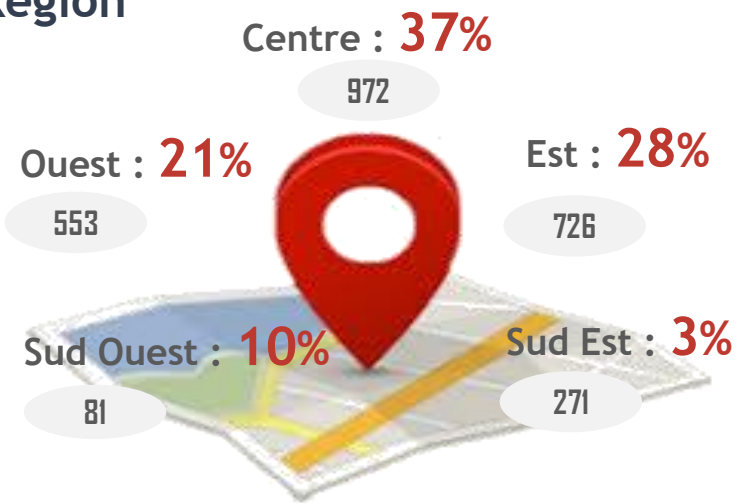 Région
Centre : 37%
972
Ouest : 21%
553
Est : 28%
726
Sud Ouest : 10%
81
Sud Est : 3%
271